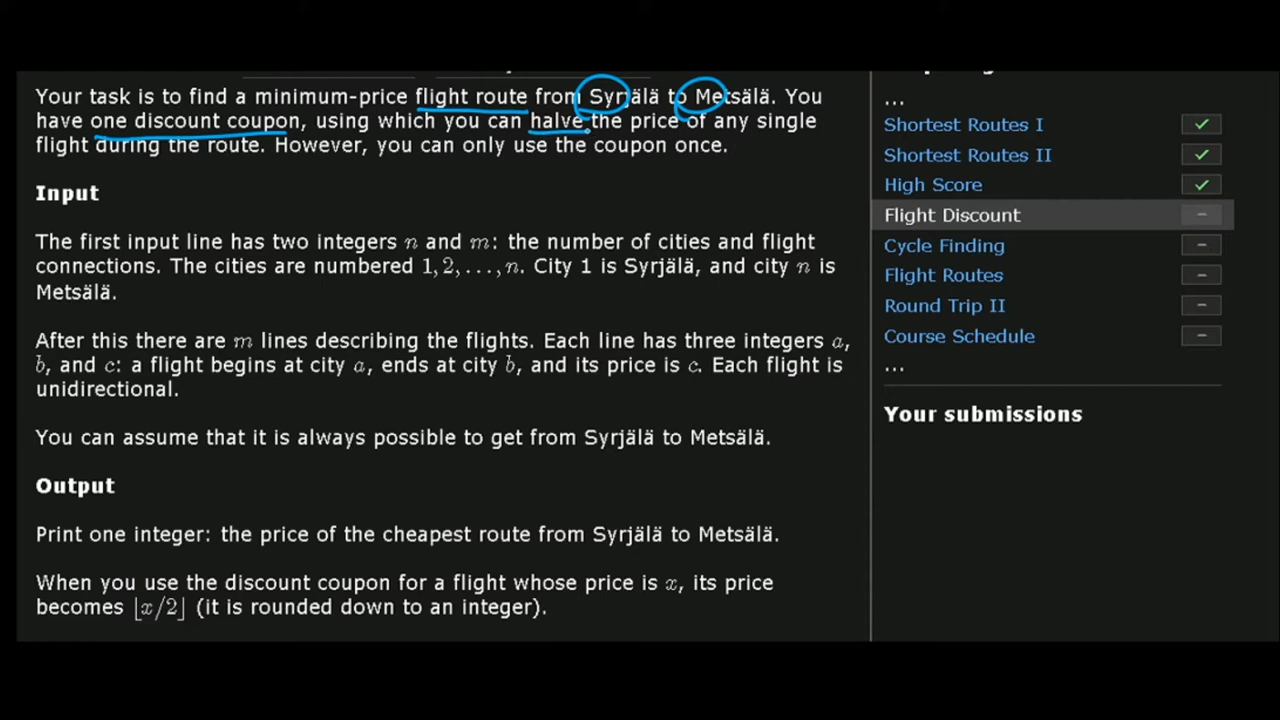 Your task is to find a minimum-price flight route from Syrjälä to Metsälä. You
have one discount coupon, using which you can halve the price of any single
flight during the route. However, you can only use the coupon once.
Input
The first input line has two integers n and m: the number of cities and flight
connections. The cities are numbered 1, 2, ..., n. City 1 is Syrjälä, and city n is
Metsälä.
After this there are m lines describing the flights. Each line has three integers a,
b, and c: a flight begins at city a, ends at city b, and its price is c. Each flight is
unidirectional.
You can assume that it is always possible to get from Syrjälä to Metsälä.
Output
Print one integer: the price of the cheapest route from Syrjälä to Metsälä.
When you use the discount coupon for a flight whose price is x, its price
becomes ⌊x/2⌋ (it is rounded down to an integer).
...
Shortest Routes I
Shortest Routes II
High Score
Flight Discount
Cycle Finding
Flight Routes
Round Trip II
Course Schedule
...
Your submissions